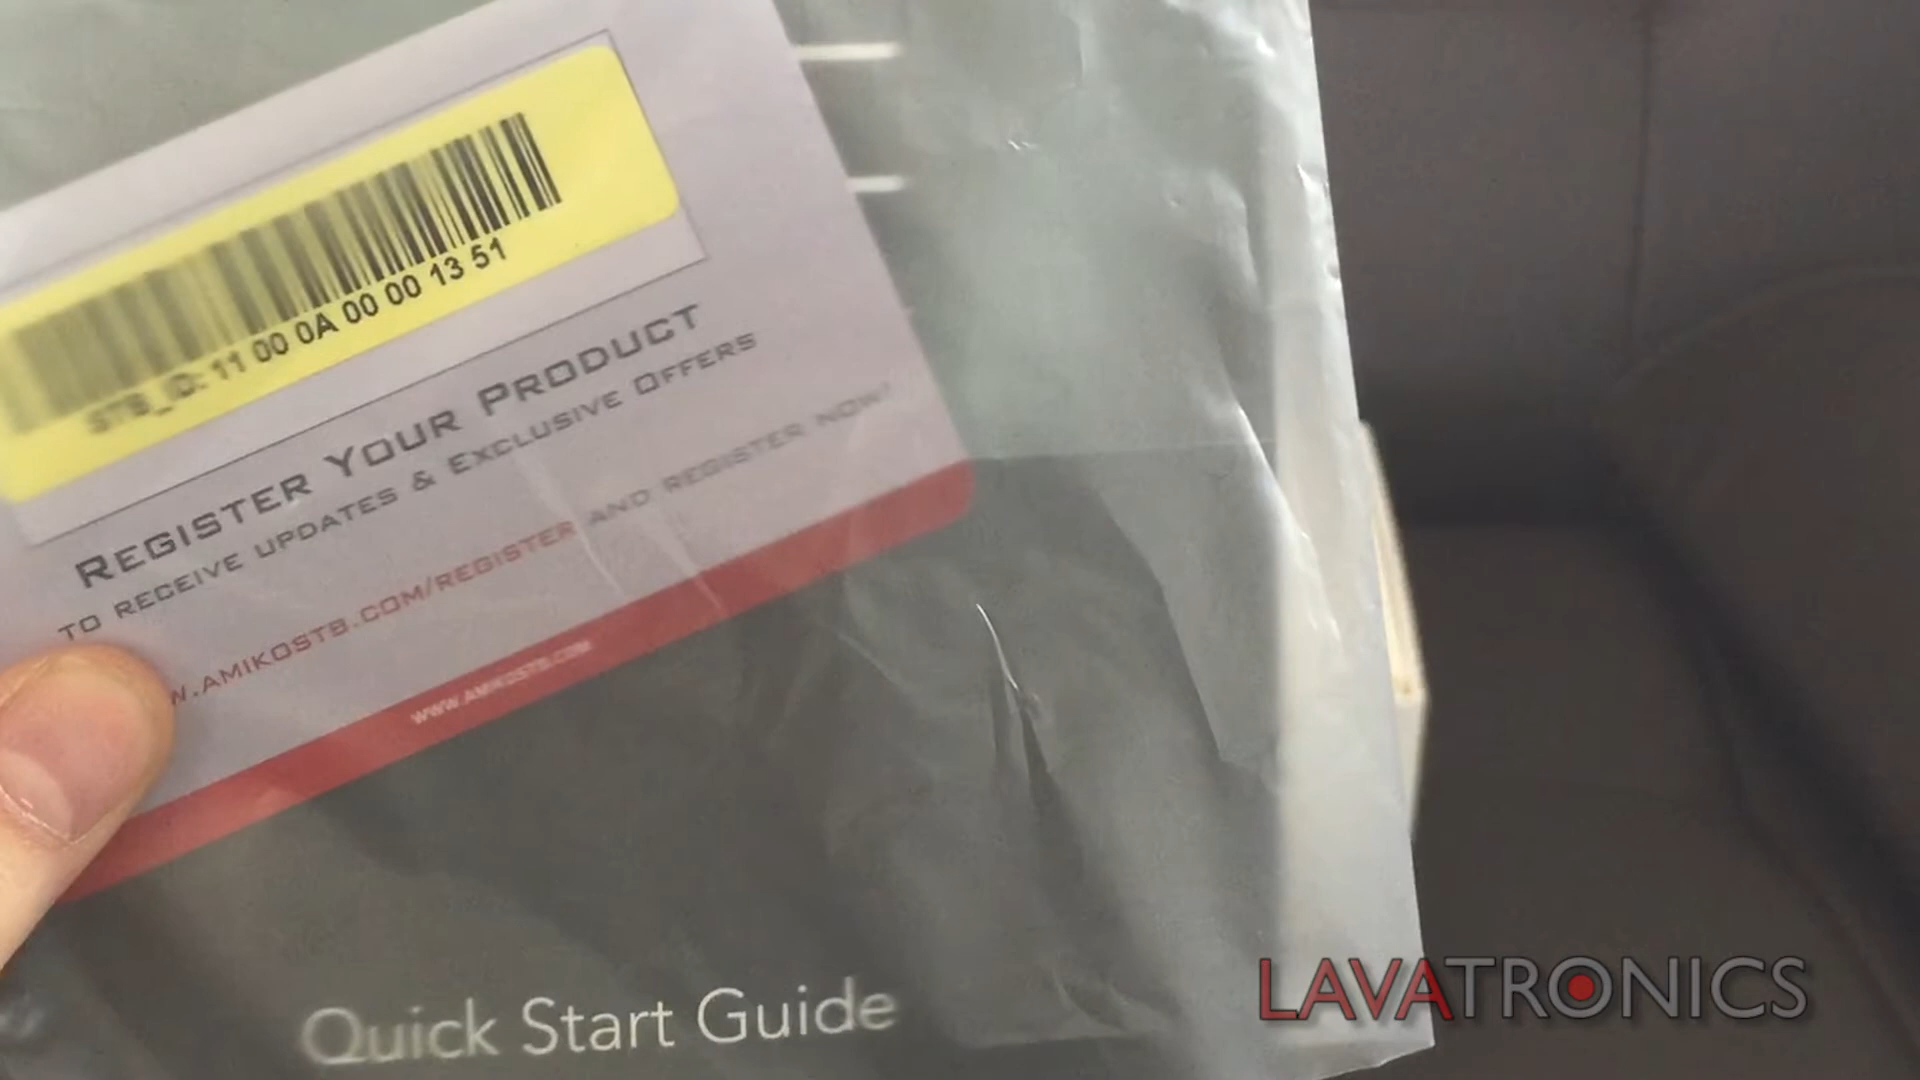 STB_ID: 11 00 0A 00 00 13 51
REGISTER YOUR PRODUCT
TO RECEIVE UPDATES & EXCLUSIVE OFFERS
W.AMIKOSTB.COM/REGISTER AND REGISTER NOW!
WWW.AMIKOSTB.COM
Quick Start Guide
LAVATRONICS